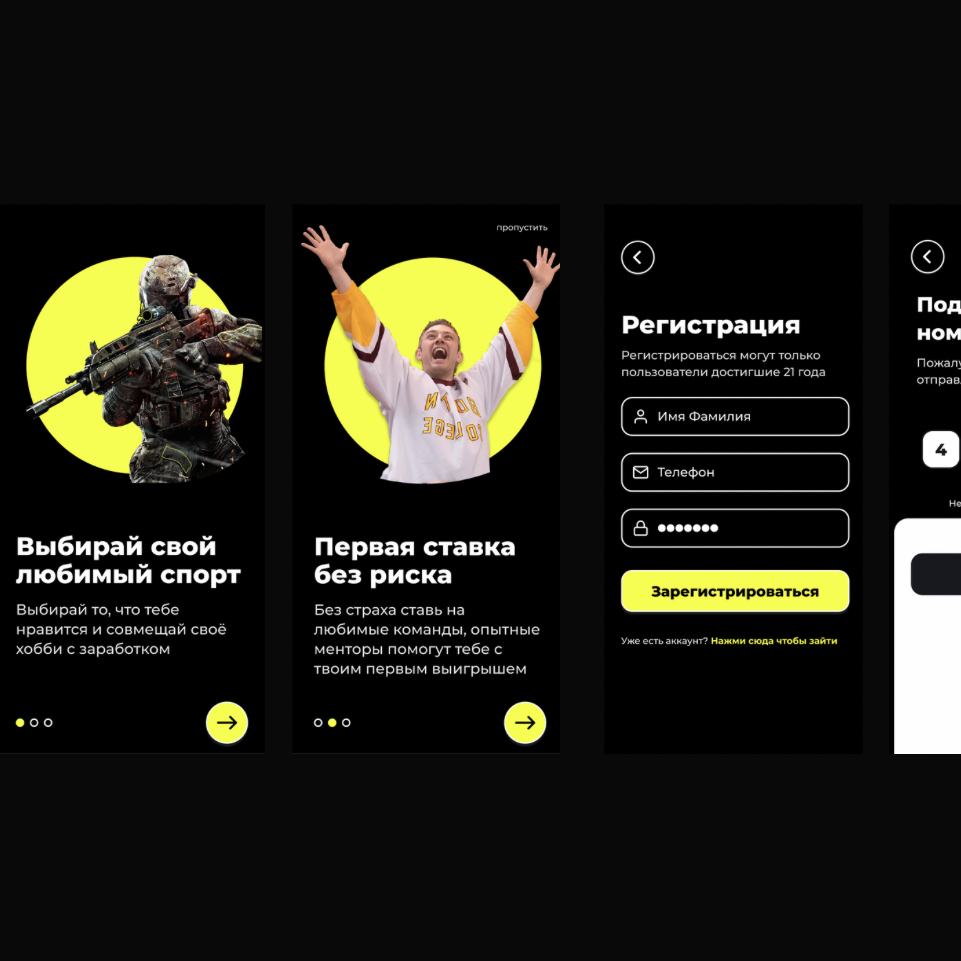 Выбирай свой
любимый спорт
Выбирай то, что тебе
нравится и совмещай своё
хобби с заработком
пропустить
Первая ставка
без риска
Без страха ставь на
любимые команды, опытные
менторы помогут тебе с
твоим первым выигрышем
Регистрация
Регистрироваться могут только
пользователи достигшие 21 года
Имя Фамилия
Телефон
Зарегистрироваться
Уже есть аккаунт? Нажми сюда чтобы зайти
Под
ном
Пожалу
отправл
4
Не